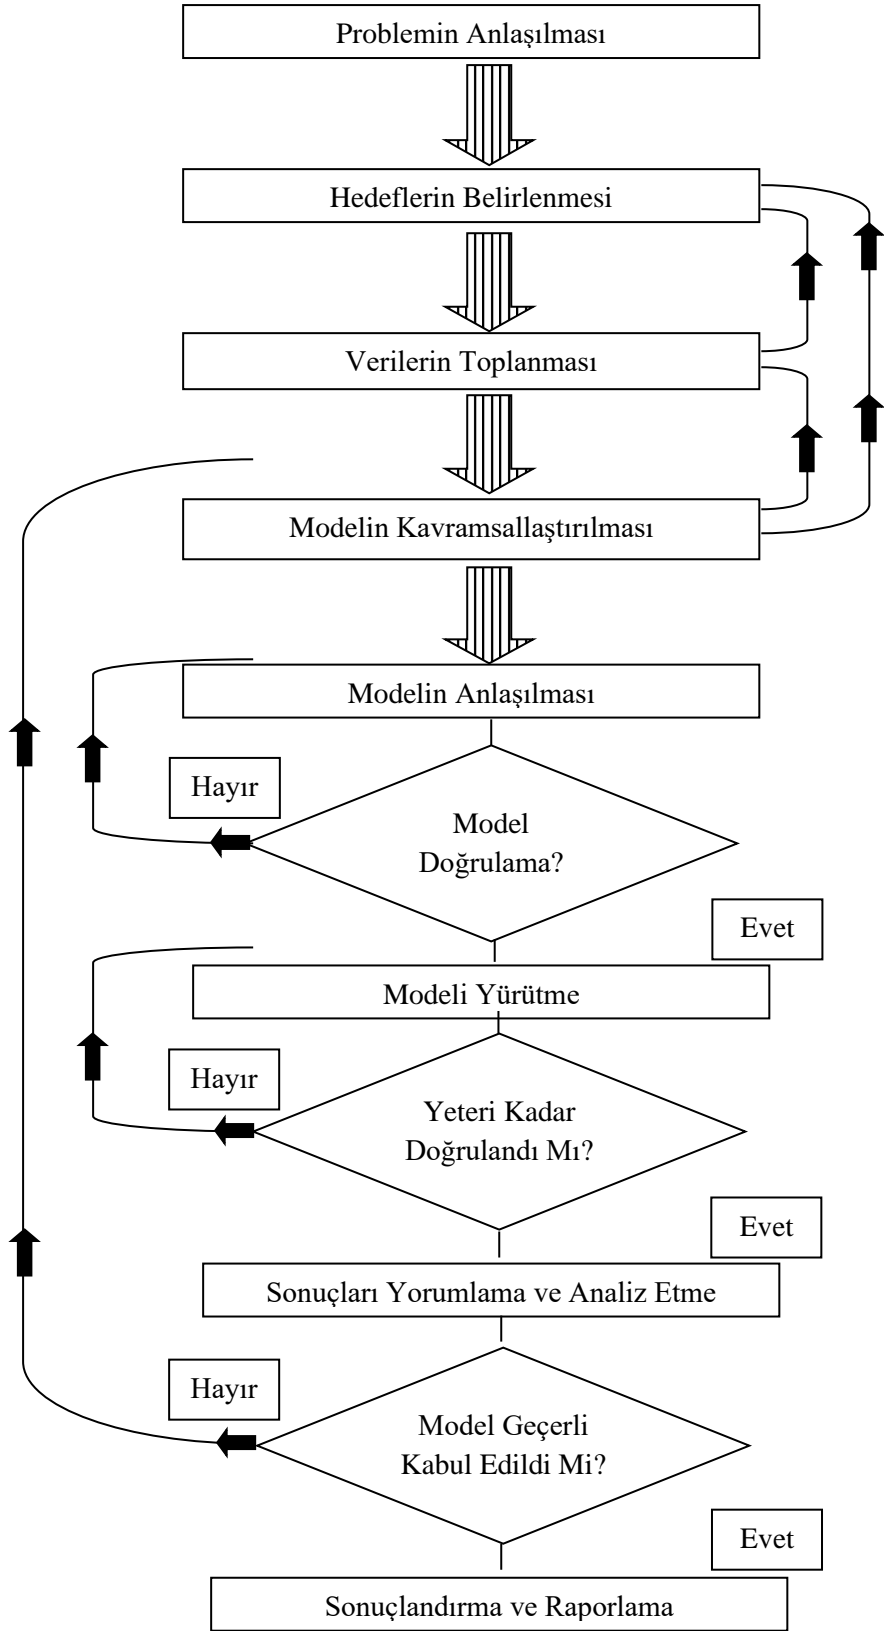 Problemin Anlaşılması
Hedeflerin Belirlenmesi
Verilerin Toplanması
Modelin Kavramsallaştırılması
Modelin Anlaşılması
Hayır
Model
Doğrulama?
Evet
Modeli Yürütme
Hayır
Yeteri Kadar
Doğrulandı Mı?
Evet
Sonuçları Yorumlama ve Analiz Etme
Hayır
Model Geçerli
Kabul Edildi Mi?
Evet
Sonuçlandırma ve Raporlama